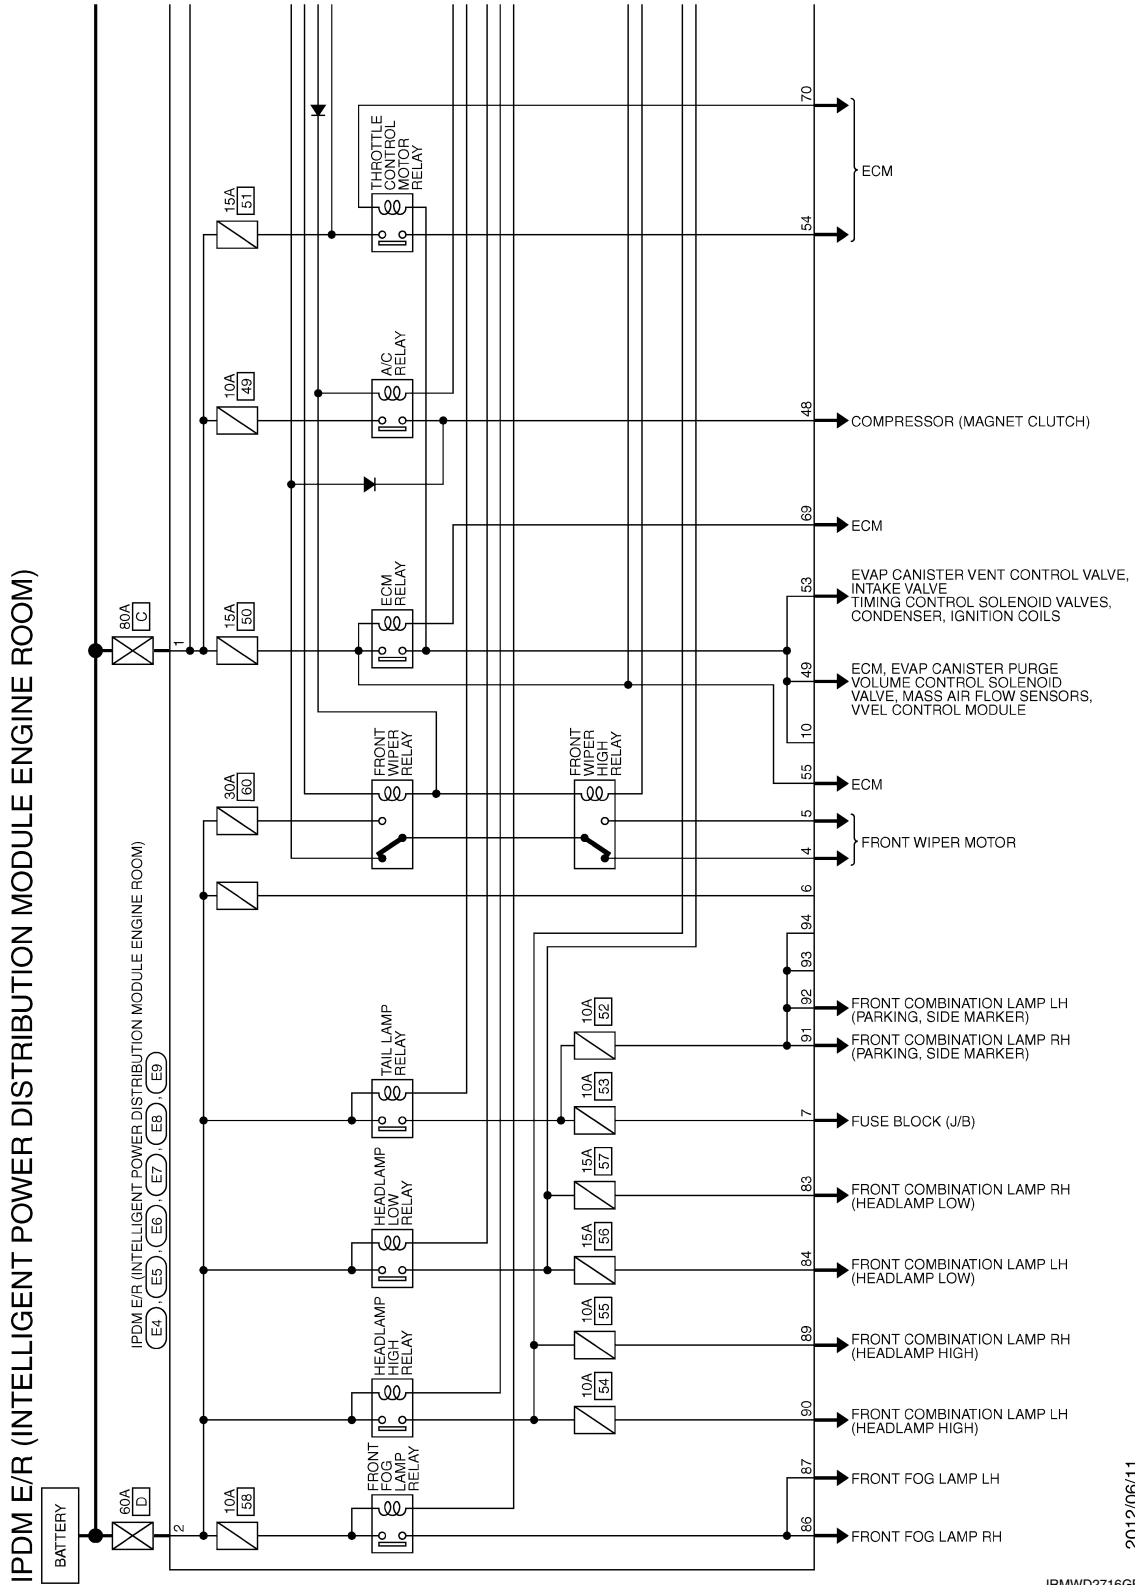 IPDM E/R (INTELLIGENT POWER DISTRIBUTION MODULE ENGINE ROOM)
BATTERY
60A
D
2
80A
C
1
IPDM E/R (INTELLIGENT POWER DISTRIBUTION MODULE ENGINE ROOM)
E4 , E5 , E6 , E7 , E8 , E9
10A
58
30A
60
15A
50
10A
49
15A
51
FRONT
FOG
LAMP
RELAY
HEADLAMP
HIGH
RELAY
HEADLAMP
LOW
RELAY
TAIL LAMP
RELAY
FRONT
WIPER
RELAY
ECM
RELAY
A/C
RELAY
THROTTLE
CONTROL
MOTOR
RELAY
10A
54
10A
55
15A
56
15A
57
10A
53
10A
52
FRONT
WIPER
HIGH
RELAY
86
87
90
89
84
83
7
91
92
93
94
6
4
5
55
10
49
53
69
48
54
70
ECM
COMPRESSOR (MAGNET CLUTCH)
ECM
EVAP CANISTER VENT CONTROL VALVE,
INTAKE VALVE
TIMING CONTROL SOLENOID VALVES,
CONDENSER, IGNITION COILS
ECM, EVAP CANISTER PURGE
VOLUME CONTROL SOLENOID
VALVE, MASS AIR FLOW SENSORS,
VVEL CONTROL MODULE
ECM
FRONT WIPER MOTOR
FRONT COMBINATION LAMP LH
(PARKING, SIDE MARKER)
FRONT COMBINATION LAMP RH
(PARKING, SIDE MARKER)
FUSE BLOCK (J/B)
FRONT COMBINATION LAMP RH
(HEADLAMP LOW)
FRONT COMBINATION LAMP LH
(HEADLAMP LOW)
FRONT COMBINATION LAMP RH
(HEADLAMP HIGH)
FRONT COMBINATION LAMP LH
(HEADLAMP HIGH)
FRONT FOG LAMP LH
FRONT FOG LAMP RH
2012/06/11